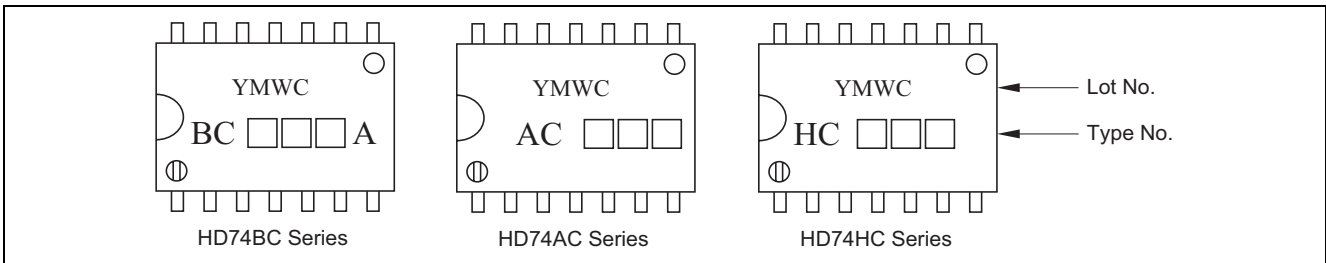 YMWC
BC □□□ A
HD74BC Series
YMWC
AC □□□
HD74AC Series
YMWC
HC □□□
HD74HC Series
Lot No.
Type No.